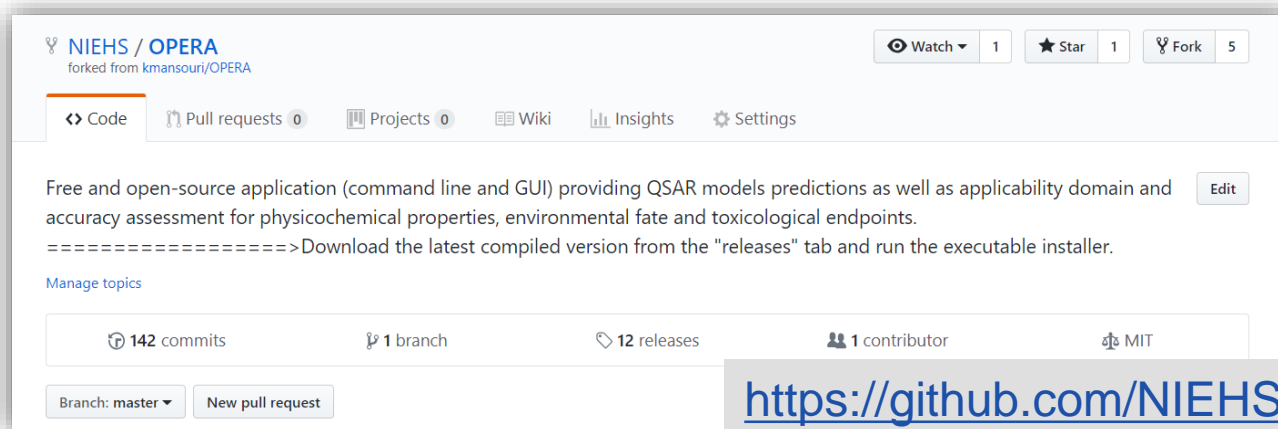 NIEHS / OPERA
forked from kmansouri/OPERA
Watch 1 Star 1 Fork 5
Code Pull requests 0 Projects 0 Wiki Insights Settings
Free and open-source application (command line and GUI) providing QSAR models predictions as well as applicability domain and
accuracy assessment for physicochemical properties, environmental fate and toxicological endpoints.
==================>Download the latest compiled version from the "releases" tab and run the executable installer.
Edit
Manage topics
142 commits 1 branch 12 releases 1 contributor MIT
Branch: master New pull request
https://github.com/NIEHS